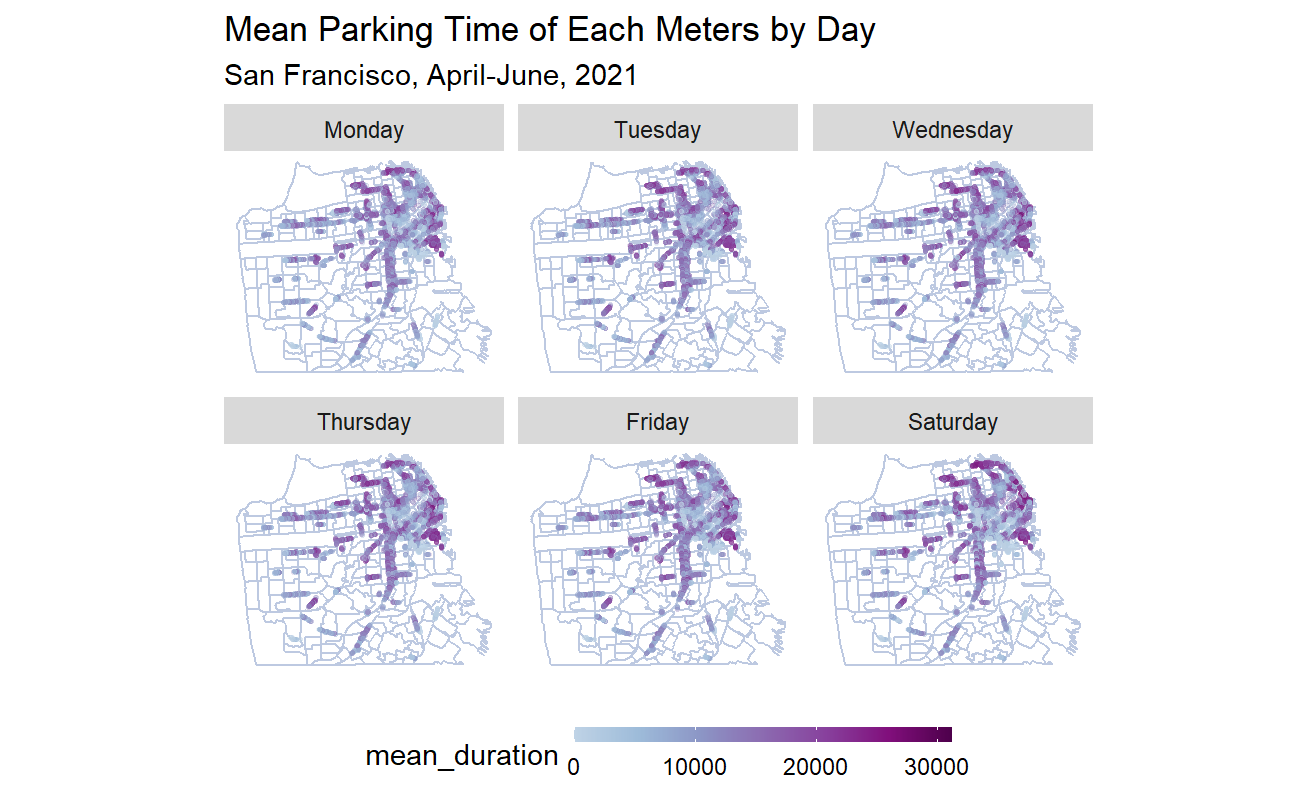 Mean Parking Time of Each Meters by Day
San Francisco, April-June, 2021
Monday
Tuesday
Wednesday
Thursday
Friday
Saturday
mean_duration
0 10000 20000 30000